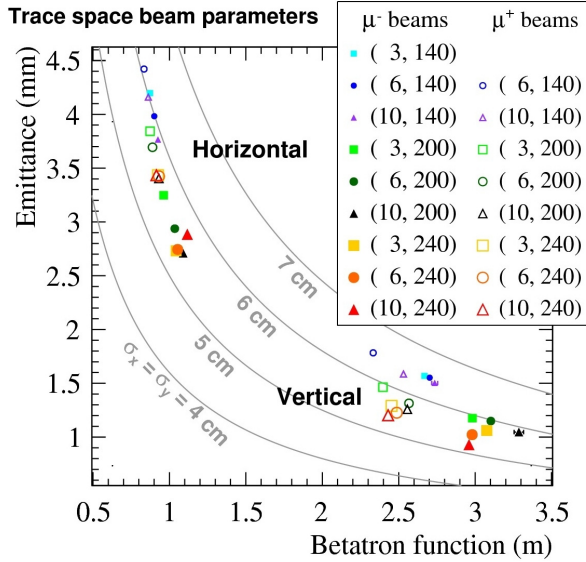 Trace space beam parameters
μ⁻ beams μ⁺ beams
( 3, 140)
( 6, 140) ( 6, 140)
(10, 140) (10, 140)
( 3, 200) ( 3, 200)
( 6, 200) ( 6, 200)
(10, 200) (10, 200)
( 3, 240) ( 3, 240)
( 6, 240) ( 6, 240)
(10, 240) (10, 240)
Emittance (mm)
4.5
4
3.5
3
2.5
2
1.5
1
Horizontal
7 cm
6 cm
5 cm
σx = σy = 4 cm
Vertical
0.5 1 1.5 2 2.5 3 3.5
Betatron function (m)